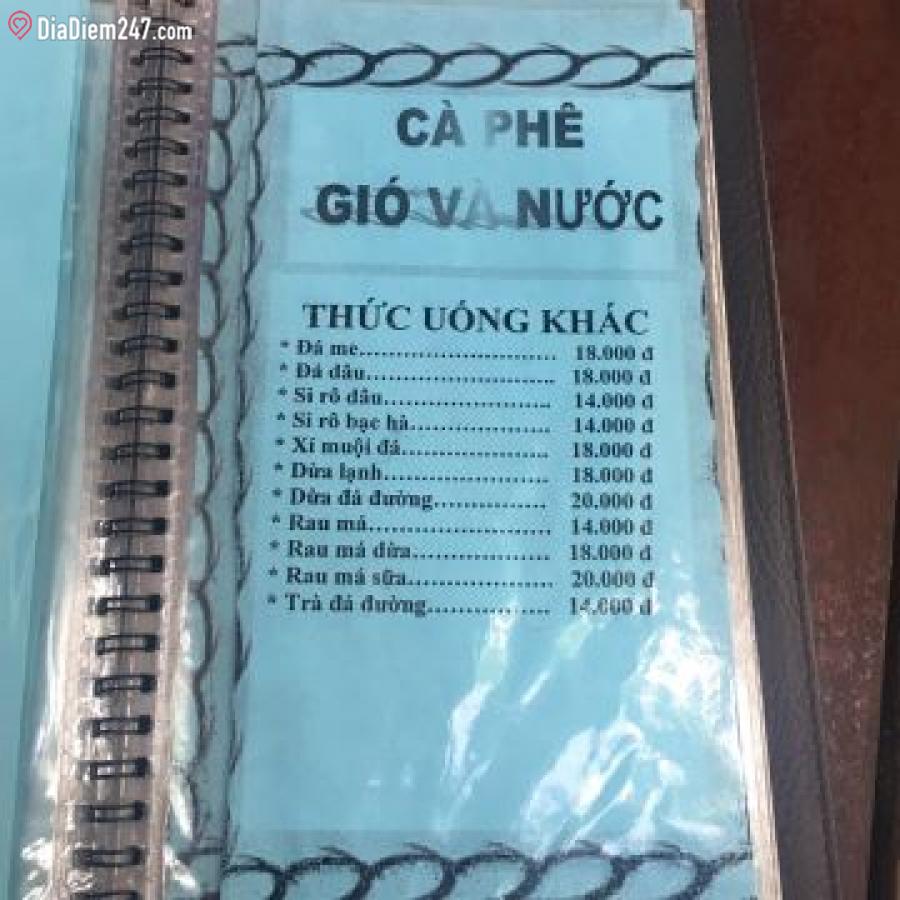 DiaDiem247.com
CÀ PHÊ
GIÓ VÀ NƯỚC
THỨC UỐNG KHÁC
* Đá me.............................. 18.000 đ
* Đá dâu............................ 18.000 đ
* Si rô dâu......................... 14.000 đ
* Si rô bạc hà..................... 14.000 đ
* Xí muội đá...................... 18.000 đ
* Dừa lạnh......................... 18.000 đ
* Dừa đá đường................. 20.000 đ
* Rau má........................... 14.000 đ
* Rau má dừa.................... 18.000 đ
* Rau má sữa..................... 20.000 đ
* Trà đá đường.................. 14.000 đ